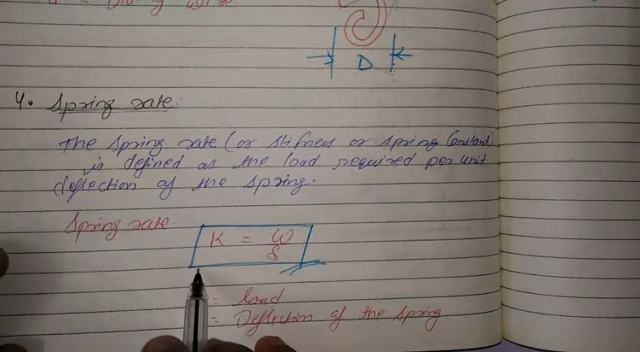 D
4. Spring rate:
The spring rate (or stifness or spring constant)
is defined as the load required per unit
deflection of the spring.
Spring rate
K = W
δ
= load
= Deflection of the spring.